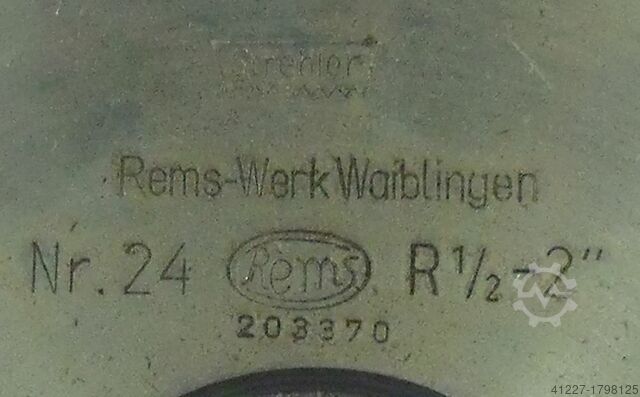 Rems-Werk Waiblingen
Nr. 24 Rems R 1/2-2"
203370
41227-1798125